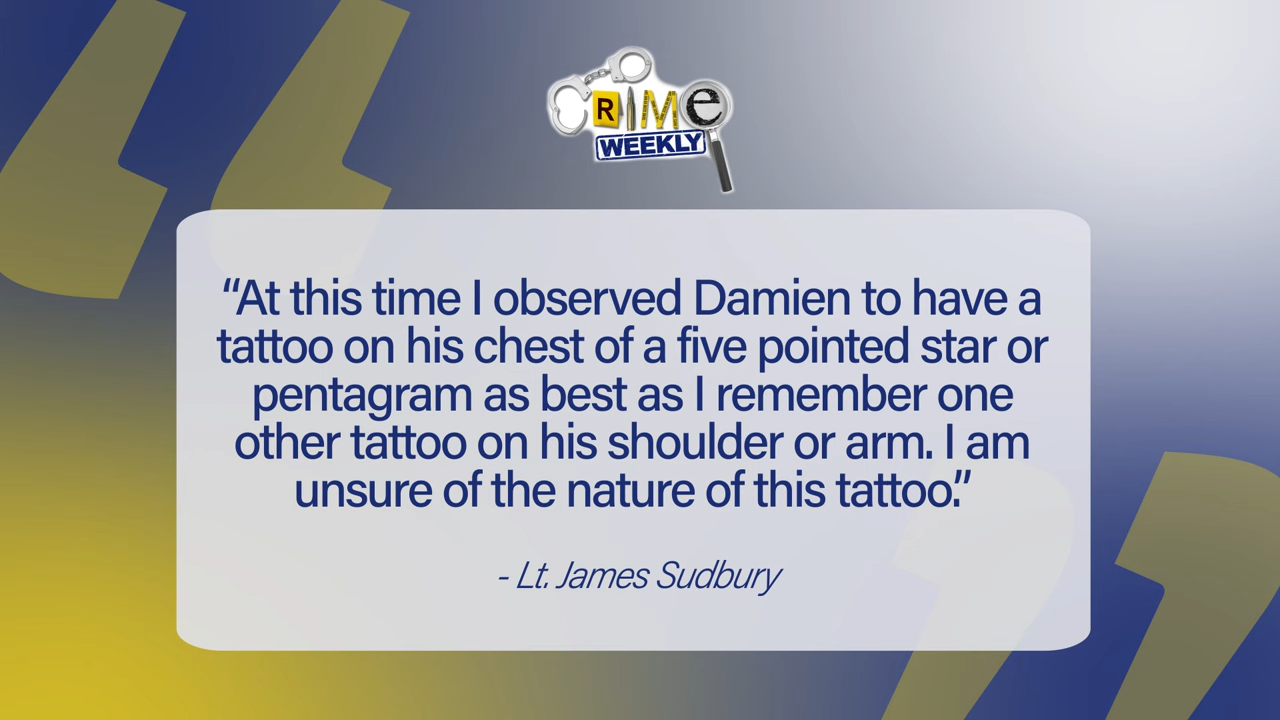 CRIME
WEEKLY
“At this time I observed Damien to have a
tattoo on his chest of a five pointed star or
pentagram as best as I remember one
other tattoo on his shoulder or arm. I am
unsure of the nature of this tattoo.”
- Lt. James Sudbury